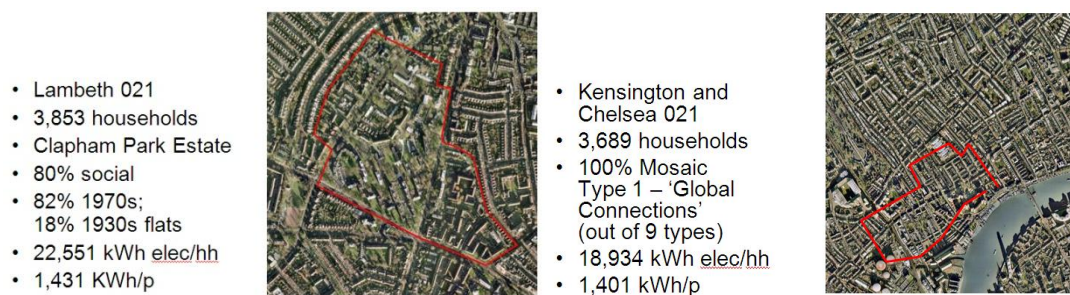 • Lambeth 021
• 3,853 households
• Clapham Park Estate
• 80% social
• 82% 1970s;
18% 1930s flats
• 22,551 kWh elec/hh
• 1,431 KWh/p
• Kensington and
Chelsea 021
• 3,689 households
• 100% Mosaic
Type 1 – ‘Global
Connections’
(out of 9 types)
• 18,934 kWh elec/hh
• 1,401 kWh/p